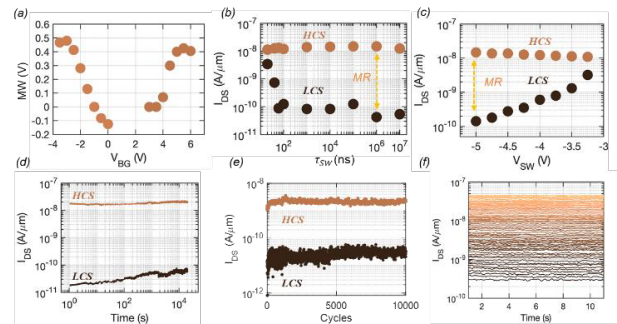 (a)
MW (V)
0.6
0.5
0.4
0.3
0.2
0.1
0
-0.1
0.2
-2 0 2 4 6
V_BG (V)
(b)
I_DS (A/µm)
10^-7
10^-8
10^-9
10^-10
10^-11
HCS
MR
LCS
10^2 10^4 10^6
τ_SW (ns)
(c)
I_DS (A/µm)
10^-7
10^-8
10^-9
10^-10
HCS
MR
LCS
-5 -4.5 -4 -3.5
V_SW (V)
(d)
I_DS (A/µm)
10^-7
10^-8
10^-9
10^-10
10^-11
HCS
LCS
10^0 10^2 10^4
Time (s)
(e)
I_DS (A/µm)
10^-8
10^-10
10^-12
HCS
LCS
0 5000 10000
Cycles
(f)
I_DS (A/µm)
10^-7
10^-8
10^-9
10^-10
2 4 6 8 10
Time (s)